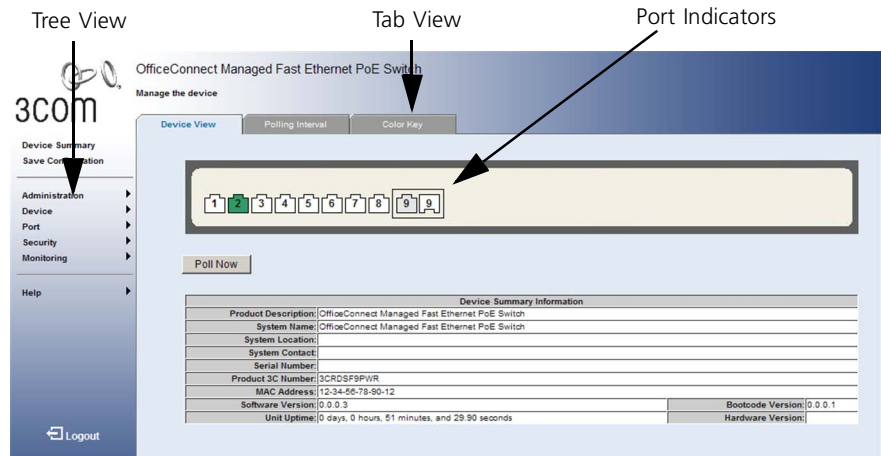 Tree View
Tab View
Port Indicators
3com
OfficeConnect Managed Fast Ethernet PoE Switch
Manage the device
Device View
Polling Interval
Color Key
Device Summary
Save Configuration
Administration
Device
Port
Security
Monitoring
Help
Logout
1 2 3 4 5 6 7 8 9 9
Poll Now
Device Summary Information
Product Description: OfficeConnect Managed Fast Ethernet PoE Switch
System Name: OfficeConnect Managed Fast Ethernet PoE Switch
System Location:
System Contact:
Serial Number:
Product 3C Number: 3CRDSF9PWR
MAC Address: 12-34-56-78-90-12
Software Version: 0.0.0.3 Bootcode Version: 0.0.0.1
Unit Uptime: 0 days, 0 hours, 51 minutes, and 29.90 seconds Hardware Version: